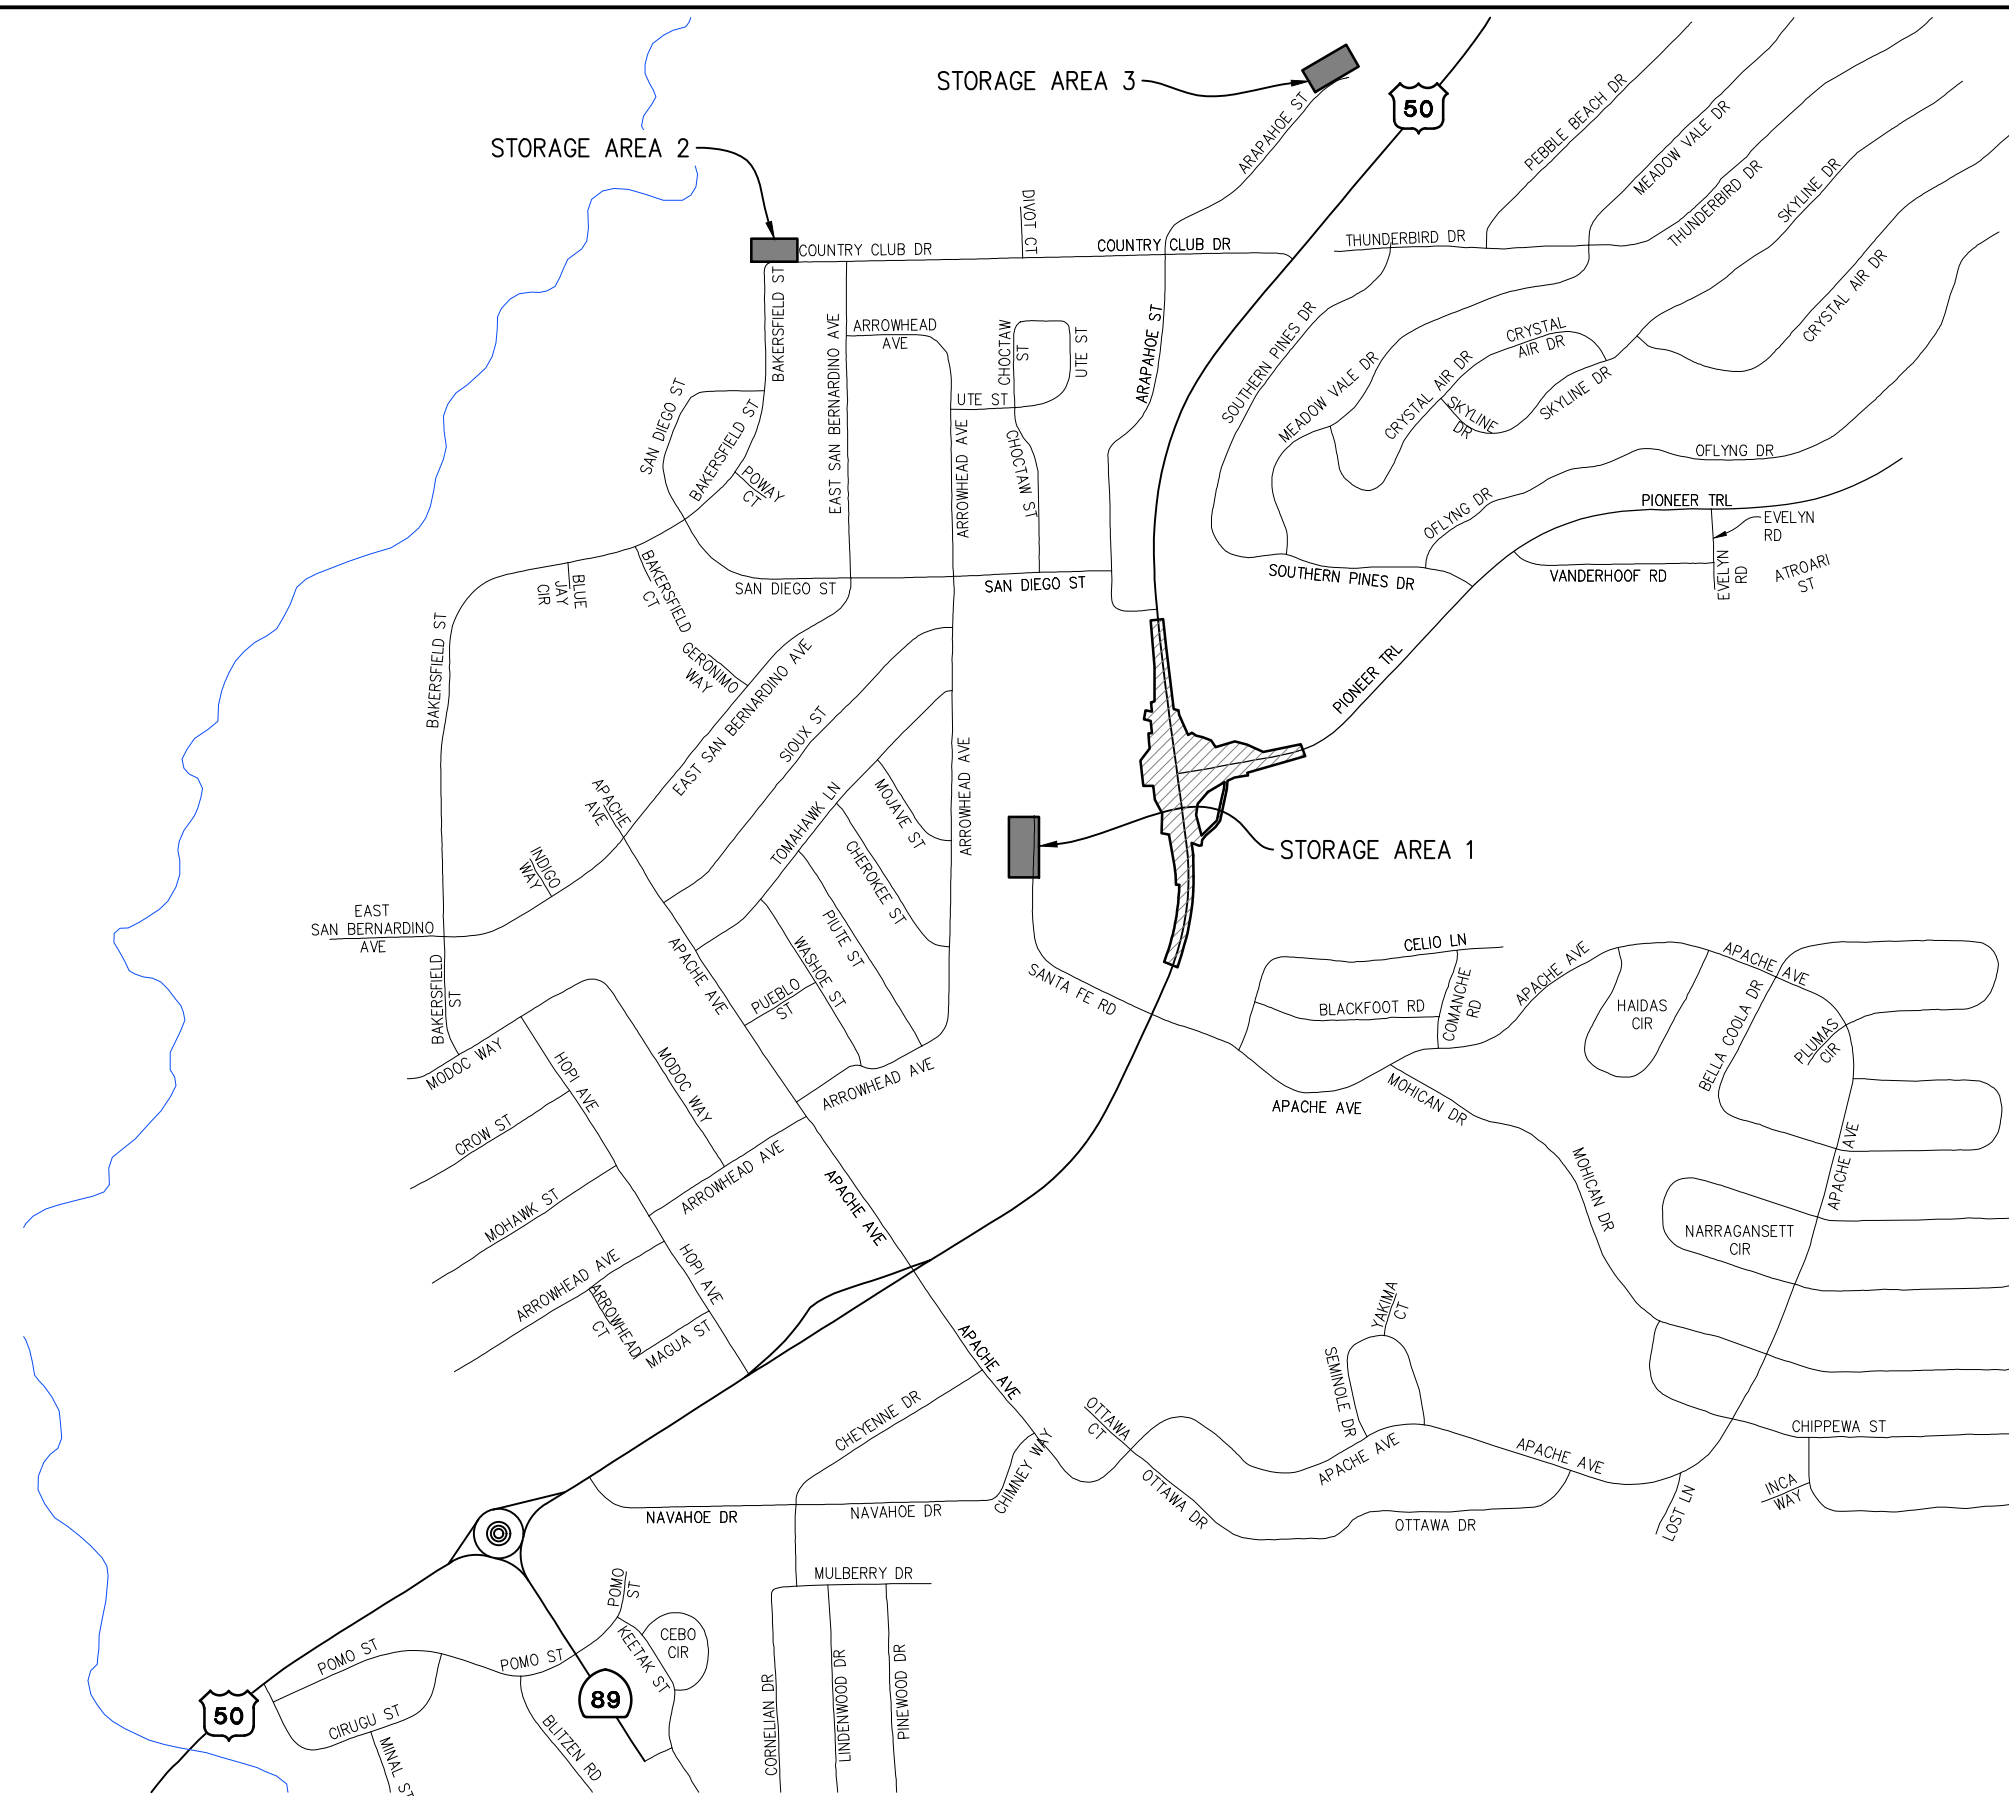 STORAGE AREA 3
50
PEBBLE BEACH DR
MEADOW VALE DR
ARAPAHOE ST
STORAGE AREA 2
THUNDERBIRD DR
SKYLINE DR
DIVOT CT
COUNTRY CLUB DR
COUNTRY CLUB DR
THUNDERBIRD DR
CRYSTAL AIR DR
BAKERSFIELD ST
EAST SAN BERNARDINO AVE
ARROWHEAD
AVE
CHOCTAW
ST
UTE ST
ARAPAHOE ST
SOUTHERN PINES DR
CRYSTAL
AIR DR
MEADOW VALE DR
CRYSTAL AIR DR
SKYLINE
DR
SKYLINE DR
SAN DIEGO ST
BAKERSFIELD ST
UTE ST
POWAY
CT
ARROWHEAD AVE
CHOCTAW ST
OFLYNG DR
OFLYNG DR
PIONEER TRL
EVELYN
RD
BLUE
JAY
CIR
BAKERSFIELD
CT
SAN DIEGO ST
SAN DIEGO ST
SOUTHERN PINES DR
VANDERHOOF RD
EVELYN
RD
ATROARI
ST
BAKERSFIELD ST
GERONIMO
WAY
EAST SAN BERNARDINO AVE
SIOUX ST
PIONEER TRL
APACHE
AVE
TOMAHAWK LN
MOJAVE ST
ARROWHEAD AVE
STORAGE AREA 1
INDIGO
WAY
CHEROKEE ST
EAST
SAN BERNARDINO
AVE
PIUTE ST
WASHOE ST
APACHE AVE
PUEBLO
ST
BAKERSFIELD
ST
SANTA FE RD
CELIO LN
BLACKFOOT RD
COMANCHE
RD
APACHE AVE
APACHE AVE
HAIDAS
CIR
BELLA COOLA DR
PLUMAS
CIR
MODOC WAY
HOPI AVE
MODOC WAY
ARROWHEAD AVE
APACHE AVE
MOHICAN DR
CROW ST
ARROWHEAD AVE
APACHE AVE
MOHICAN DR
APACHE AVE
MOHAWK ST
NARRAGANSETT
CIR
ARROWHEAD AVE
HOPI AVE
ARROWHEAD
CT
MAGUA ST
APACHE AVE
YAKIMA
CT
SEMINOLE DR
CHEYENNE DR
OTTAWA
CT
APACHE AVE
APACHE AVE
CHIPPEWA ST
INCA
WAY
CHIMNEY WAY
OTTAWA DR
NAVAHOE DR
NAVAHOE DR
OTTAWA DR
LOST LN
MULBERRY DR
POMO
ST
KEETAK ST
CEBO
CIR
POMO ST
POMO ST
89
50
CIRUGU ST
MINAL ST
BLITZEN RD
CORNELIAN DR
LINDENWOOD DR
PINEWOOD DR